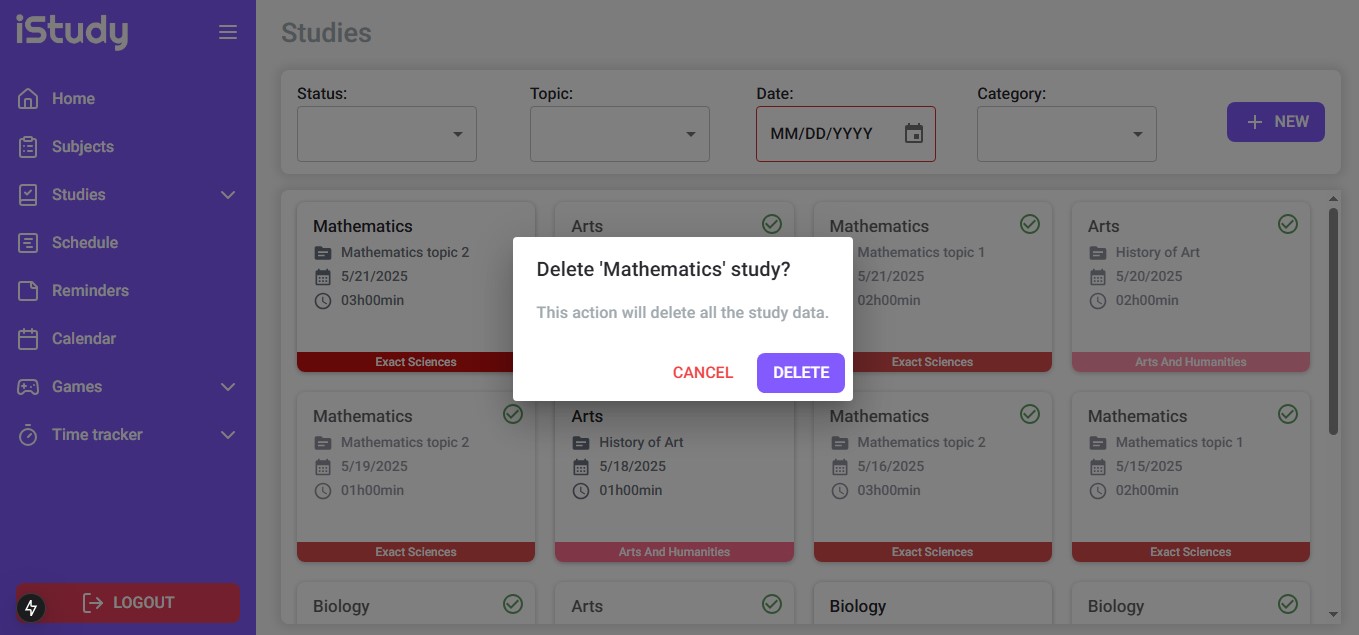 iStudy
Home
Subjects
Studies
Schedule
Reminders
Calendar
Games
Time tracker
LOGOUT
Studies
Status:
Topic:
Date:
Category:
MM/DD/YYYY
NEW
Mathematics
Mathematics topic 2
5/21/2025
03h00min
Exact Sciences
Arts
Mathematics
Mathematics topic 1
5/21/2025
02h00min
Exact Sciences
Arts
History of Art
5/20/2025
02h00min
Arts And Humanities
Delete 'Mathematics' study?
This action will delete all the study data.
CANCEL
DELETE
Mathematics
Mathematics topic 2
5/19/2025
01h00min
Exact Sciences
Arts
History of Art
5/18/2025
01h00min
Arts And Humanities
Mathematics
Mathematics topic 2
5/16/2025
03h00min
Exact Sciences
Mathematics
Mathematics topic 1
5/15/2025
02h00min
Exact Sciences
Biology
Arts
Biology
Biology